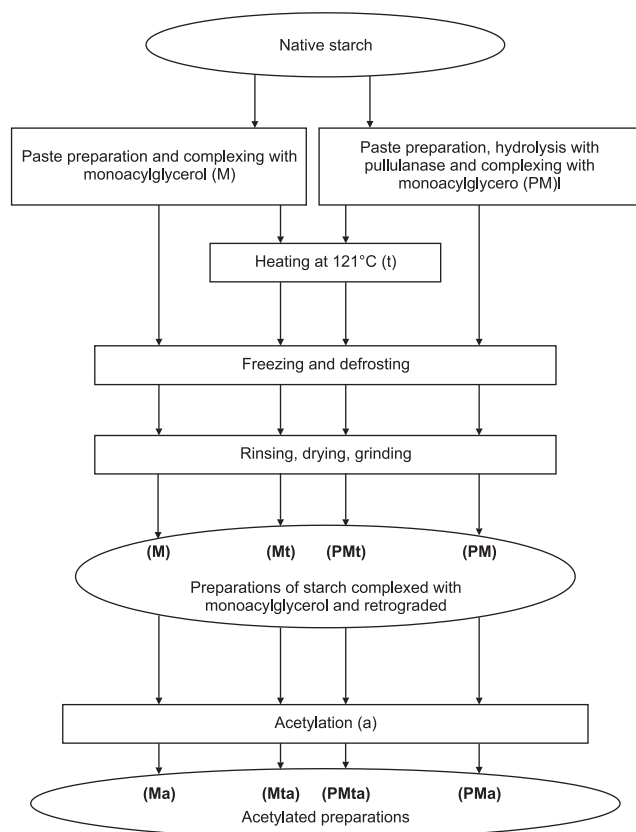 Native starch
Paste preparation and complexing with
monoacylglycerol (M)
Paste preparation, hydrolysis with
pullulanase and complexing with
monoacylglycero (PM)l
Heating at 121°C (t)
Freezing and defrosting
Rinsing, drying, grinding
(M) (Mt) (PMt) (PM)
Preparations of starch complexed with
monoacylglycerol and retrograded
Acetylation (a)
(Ma) (Mta) (PMta) (PMa)
Acetylated preparations